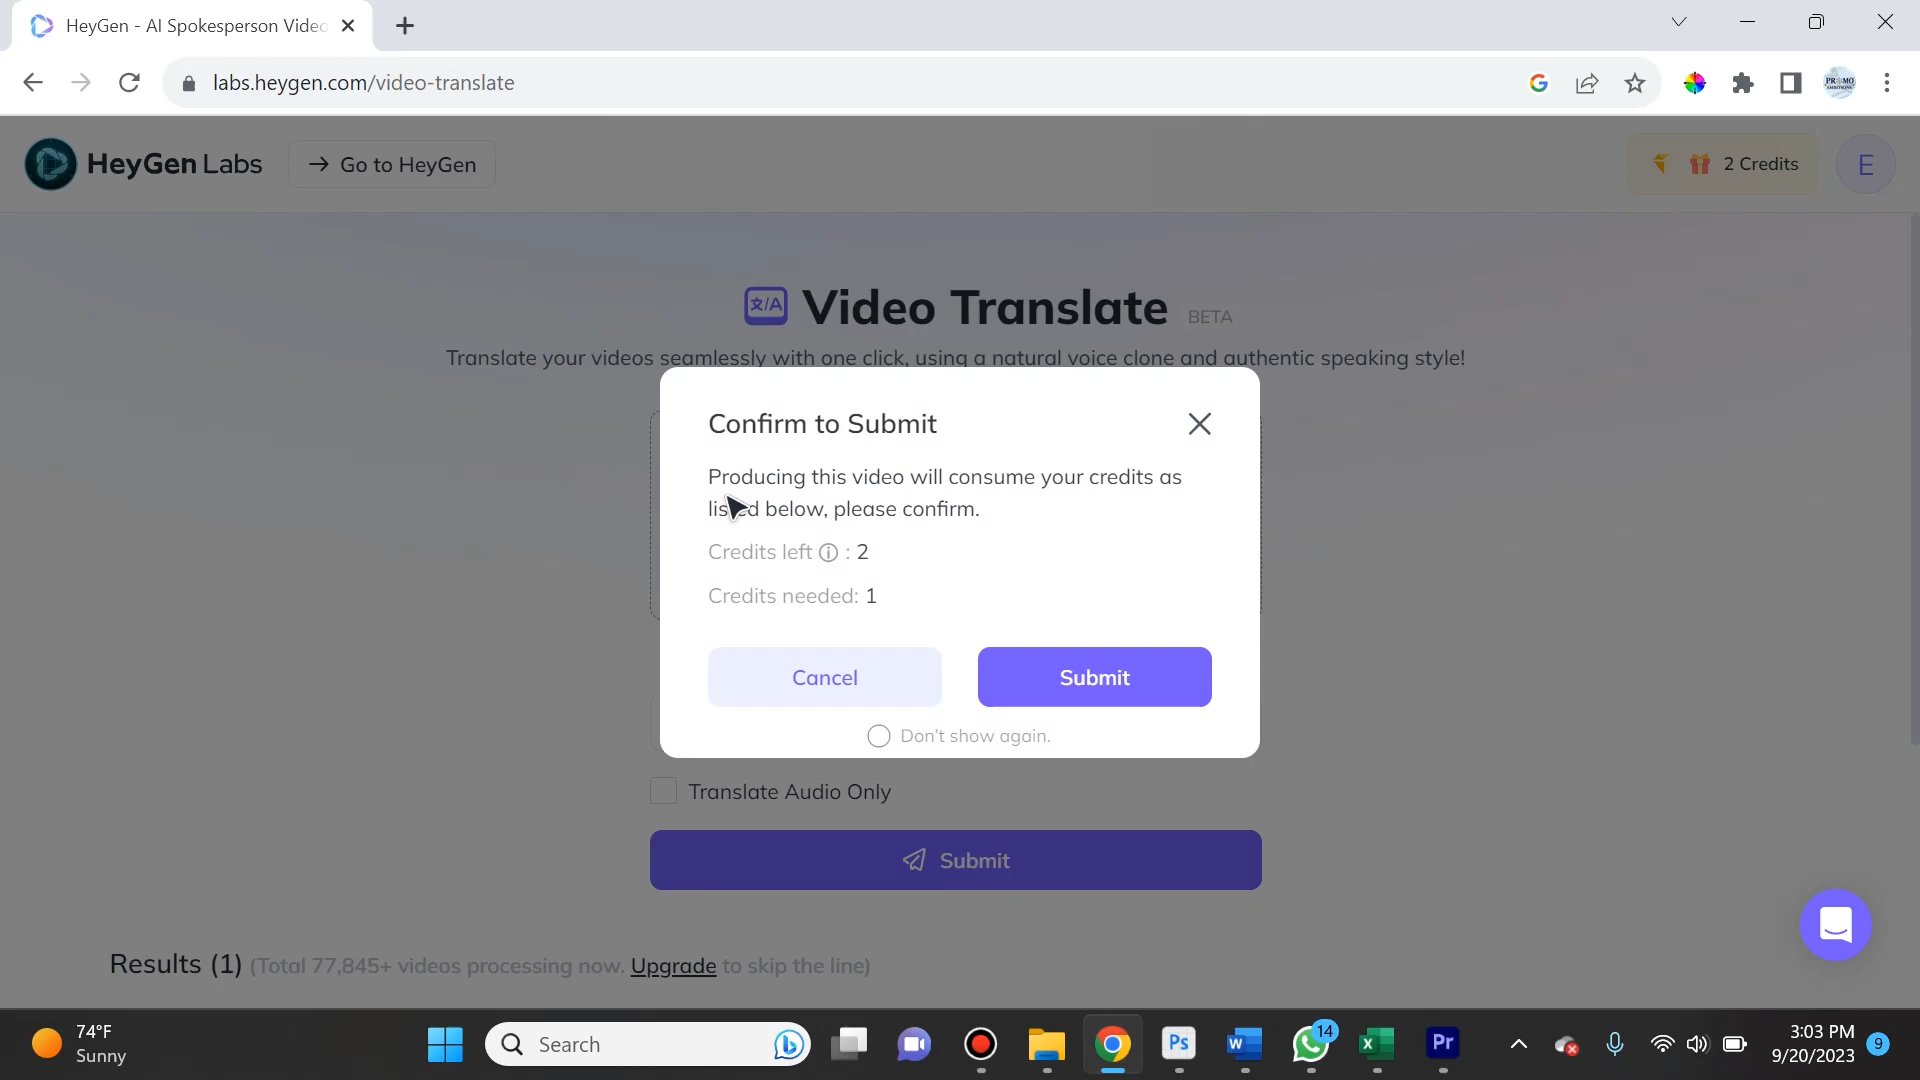 HeyGen - AI Spokesperson Video
labs.heygen.com/video-translate
PROMO
HeyGen Labs
Go to HeyGen
2 Credits
E
文/A Video Translate BETA
Translate your videos seamlessly with one click, using a natural voice clone and authentic speaking style!
Confirm to Submit
Producing this video will consume your credits as
listed below, please confirm.
Credits left : 2
Credits needed: 1
Cancel
Submit
Don't show again.
Translate Audio Only
Submit
Results (1) (Total 77,845+ videos processing now. Upgrade to skip the line)
74°F
Sunny
Search
Ps
W
14
X
Pr
3:03 PM
9/20/2023
9